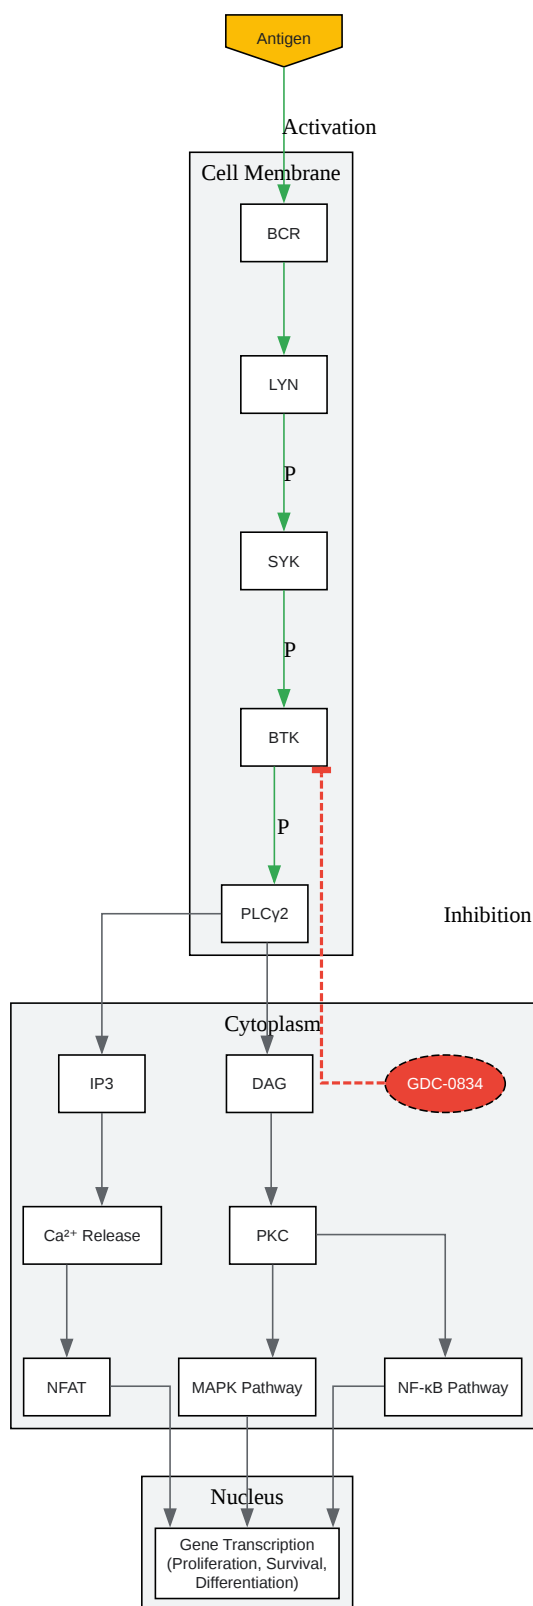 Antigen
Activation
Cell Membrane
BCR
LYN
P
SYK
P
BTK
P
PLCγ2
Inhibition
Cytoplasm
IP3
DAG
GDC-0834
Ca²⁺ Release
PKC
NFAT
MAPK Pathway
NF-κB Pathway
Nucleus
Gene Transcription
(Proliferation, Survival,
Differentiation)